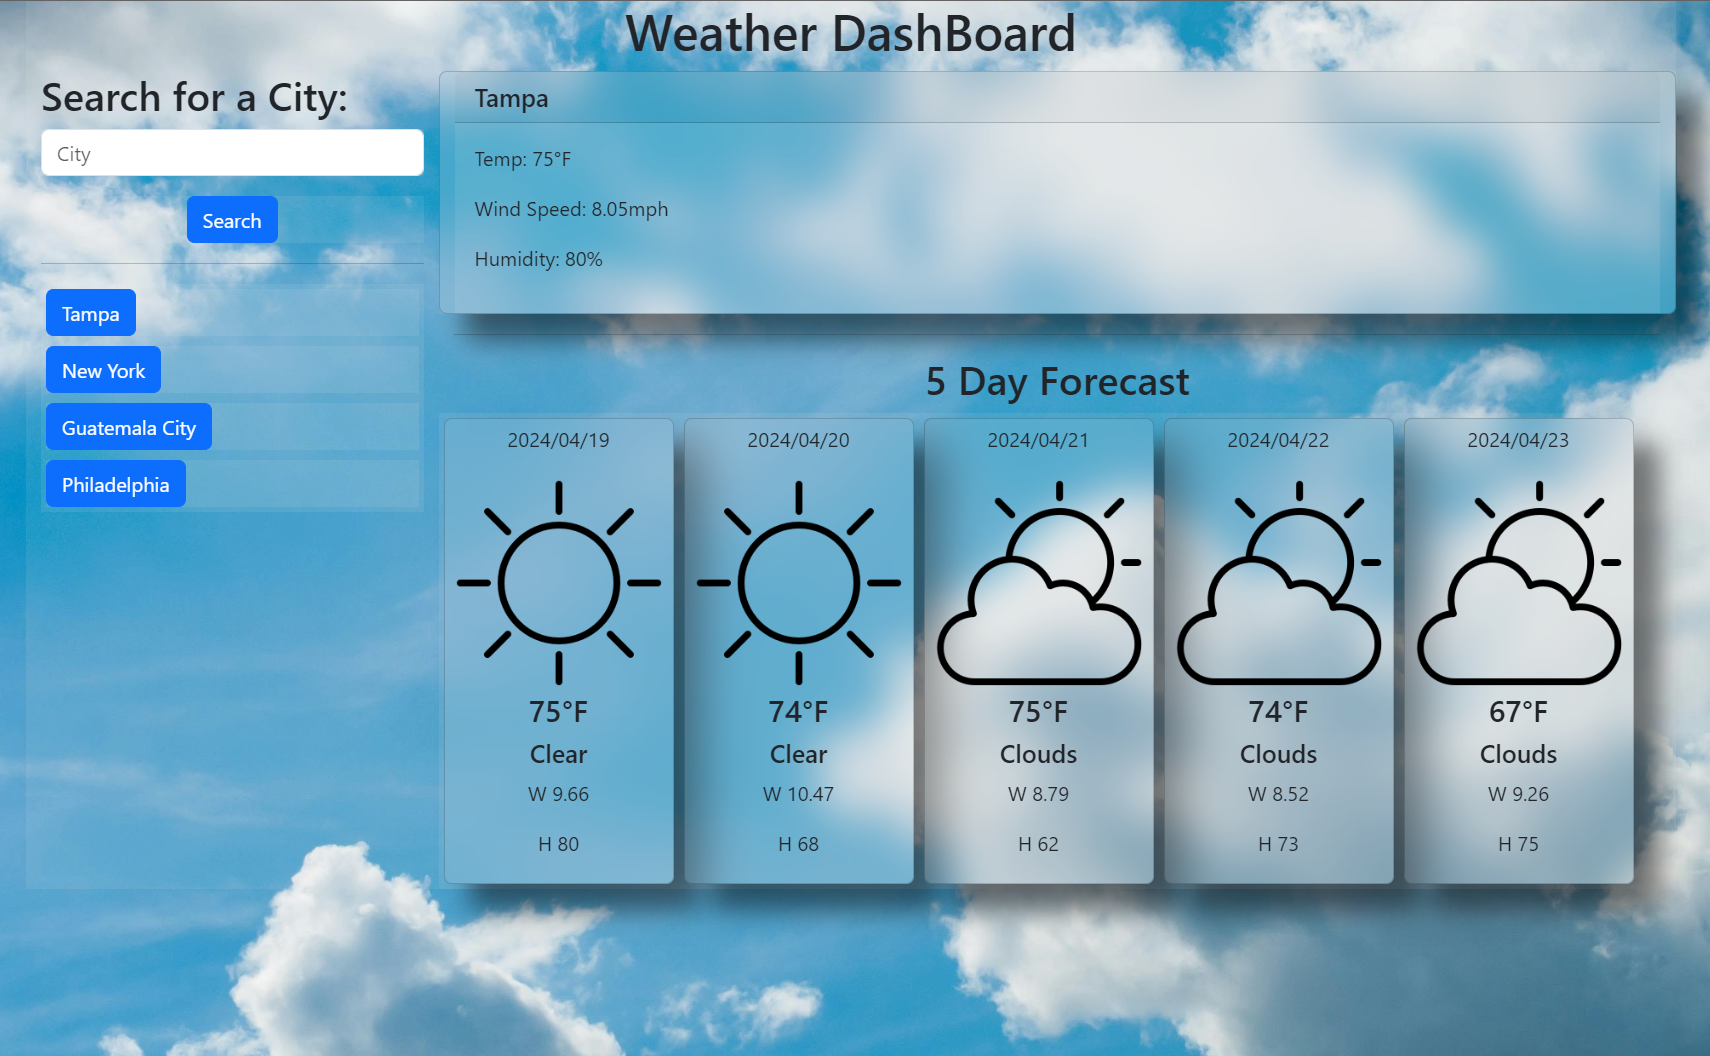 Weather DashBoard
Search for a City:
City
Search
Tampa
New York
Guatemala City
Philadelphia
Tampa
Temp: 75°F
Wind Speed: 8.05mph
Humidity: 80%
5 Day Forecast
2024/04/19
75°F
Clear
W 9.66
H 80
2024/04/20
74°F
Clear
W 10.47
H 68
2024/04/21
75°F
Clouds
W 8.79
H 62
2024/04/22
74°F
Clouds
W 8.52
H 73
2024/04/23
67°F
Clouds
W 9.26
H 75